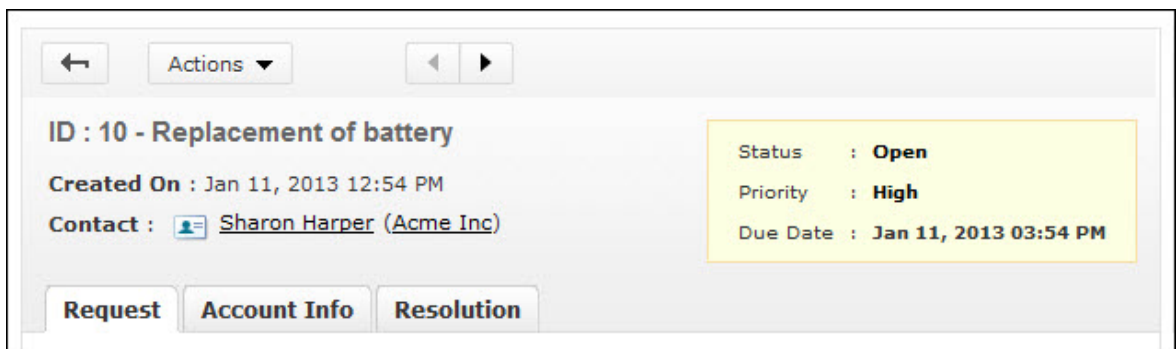 Actions
ID : 10 - Replacement of battery
Created On : Jan 11, 2013 12:54 PM
Contact : Sharon Harper (Acme Inc)
Status : Open
Priority : High
Due Date : Jan 11, 2013 03:54 PM
Request Account Info Resolution